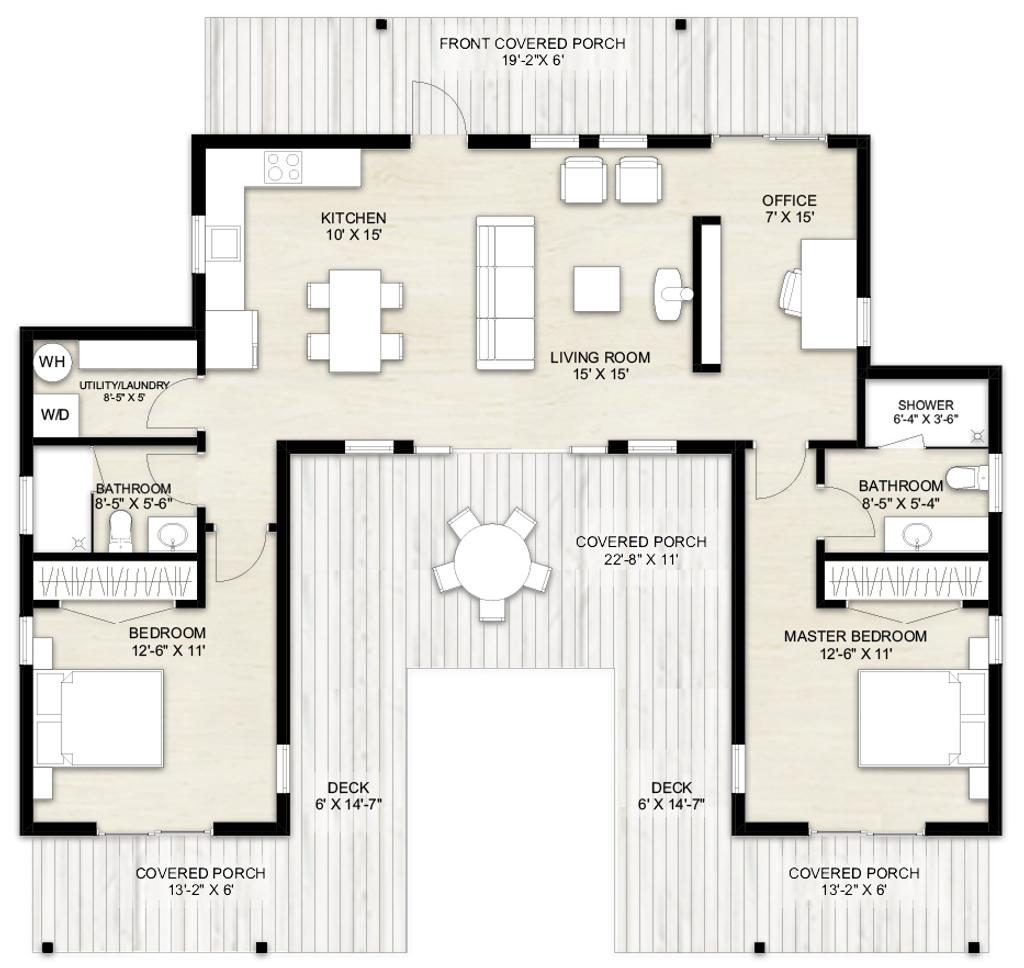 FRONT COVERED PORCH
19'-2"X 6'
OFFICE
7' X 15'
KITCHEN
10' X 15'
LIVING ROOM
15' X 15'
WH
UTILITY/LAUNDRY
8'-5" X 5'
W/D
SHOWER
6'-4" X 3'-6"
BATHROOM
8'-5" X 5'-6"
BATHROOM
8'-5" X 5'-4"
COVERED PORCH
22'-8" X 11'
BEDROOM
12'-6" X 11'
MASTER BEDROOM
12'-6" X 11'
DECK
6' X 14'-7"
DECK
6' X 14'-7"
COVERED PORCH
13'-2" X 6'
COVERED PORCH
13'-2" X 6'